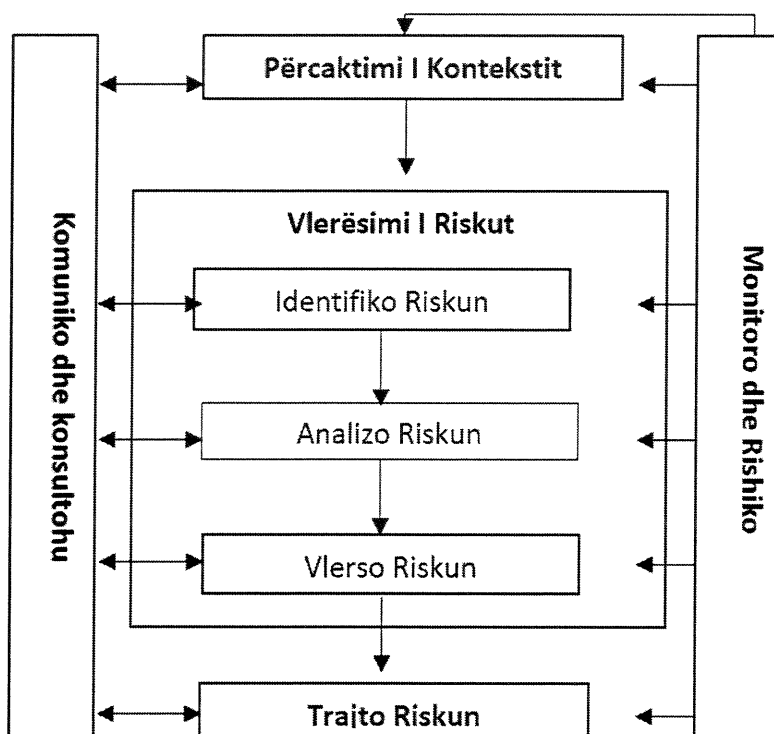 Përcaktimi I Kontekstit
Komuniko dhe konsultohu
Vlerësimi I Riskut
Identifiko Riskun
Analizo Riskun
Vlerso Riskun
Trajto Riskun
Monitoro dhe Rishiko